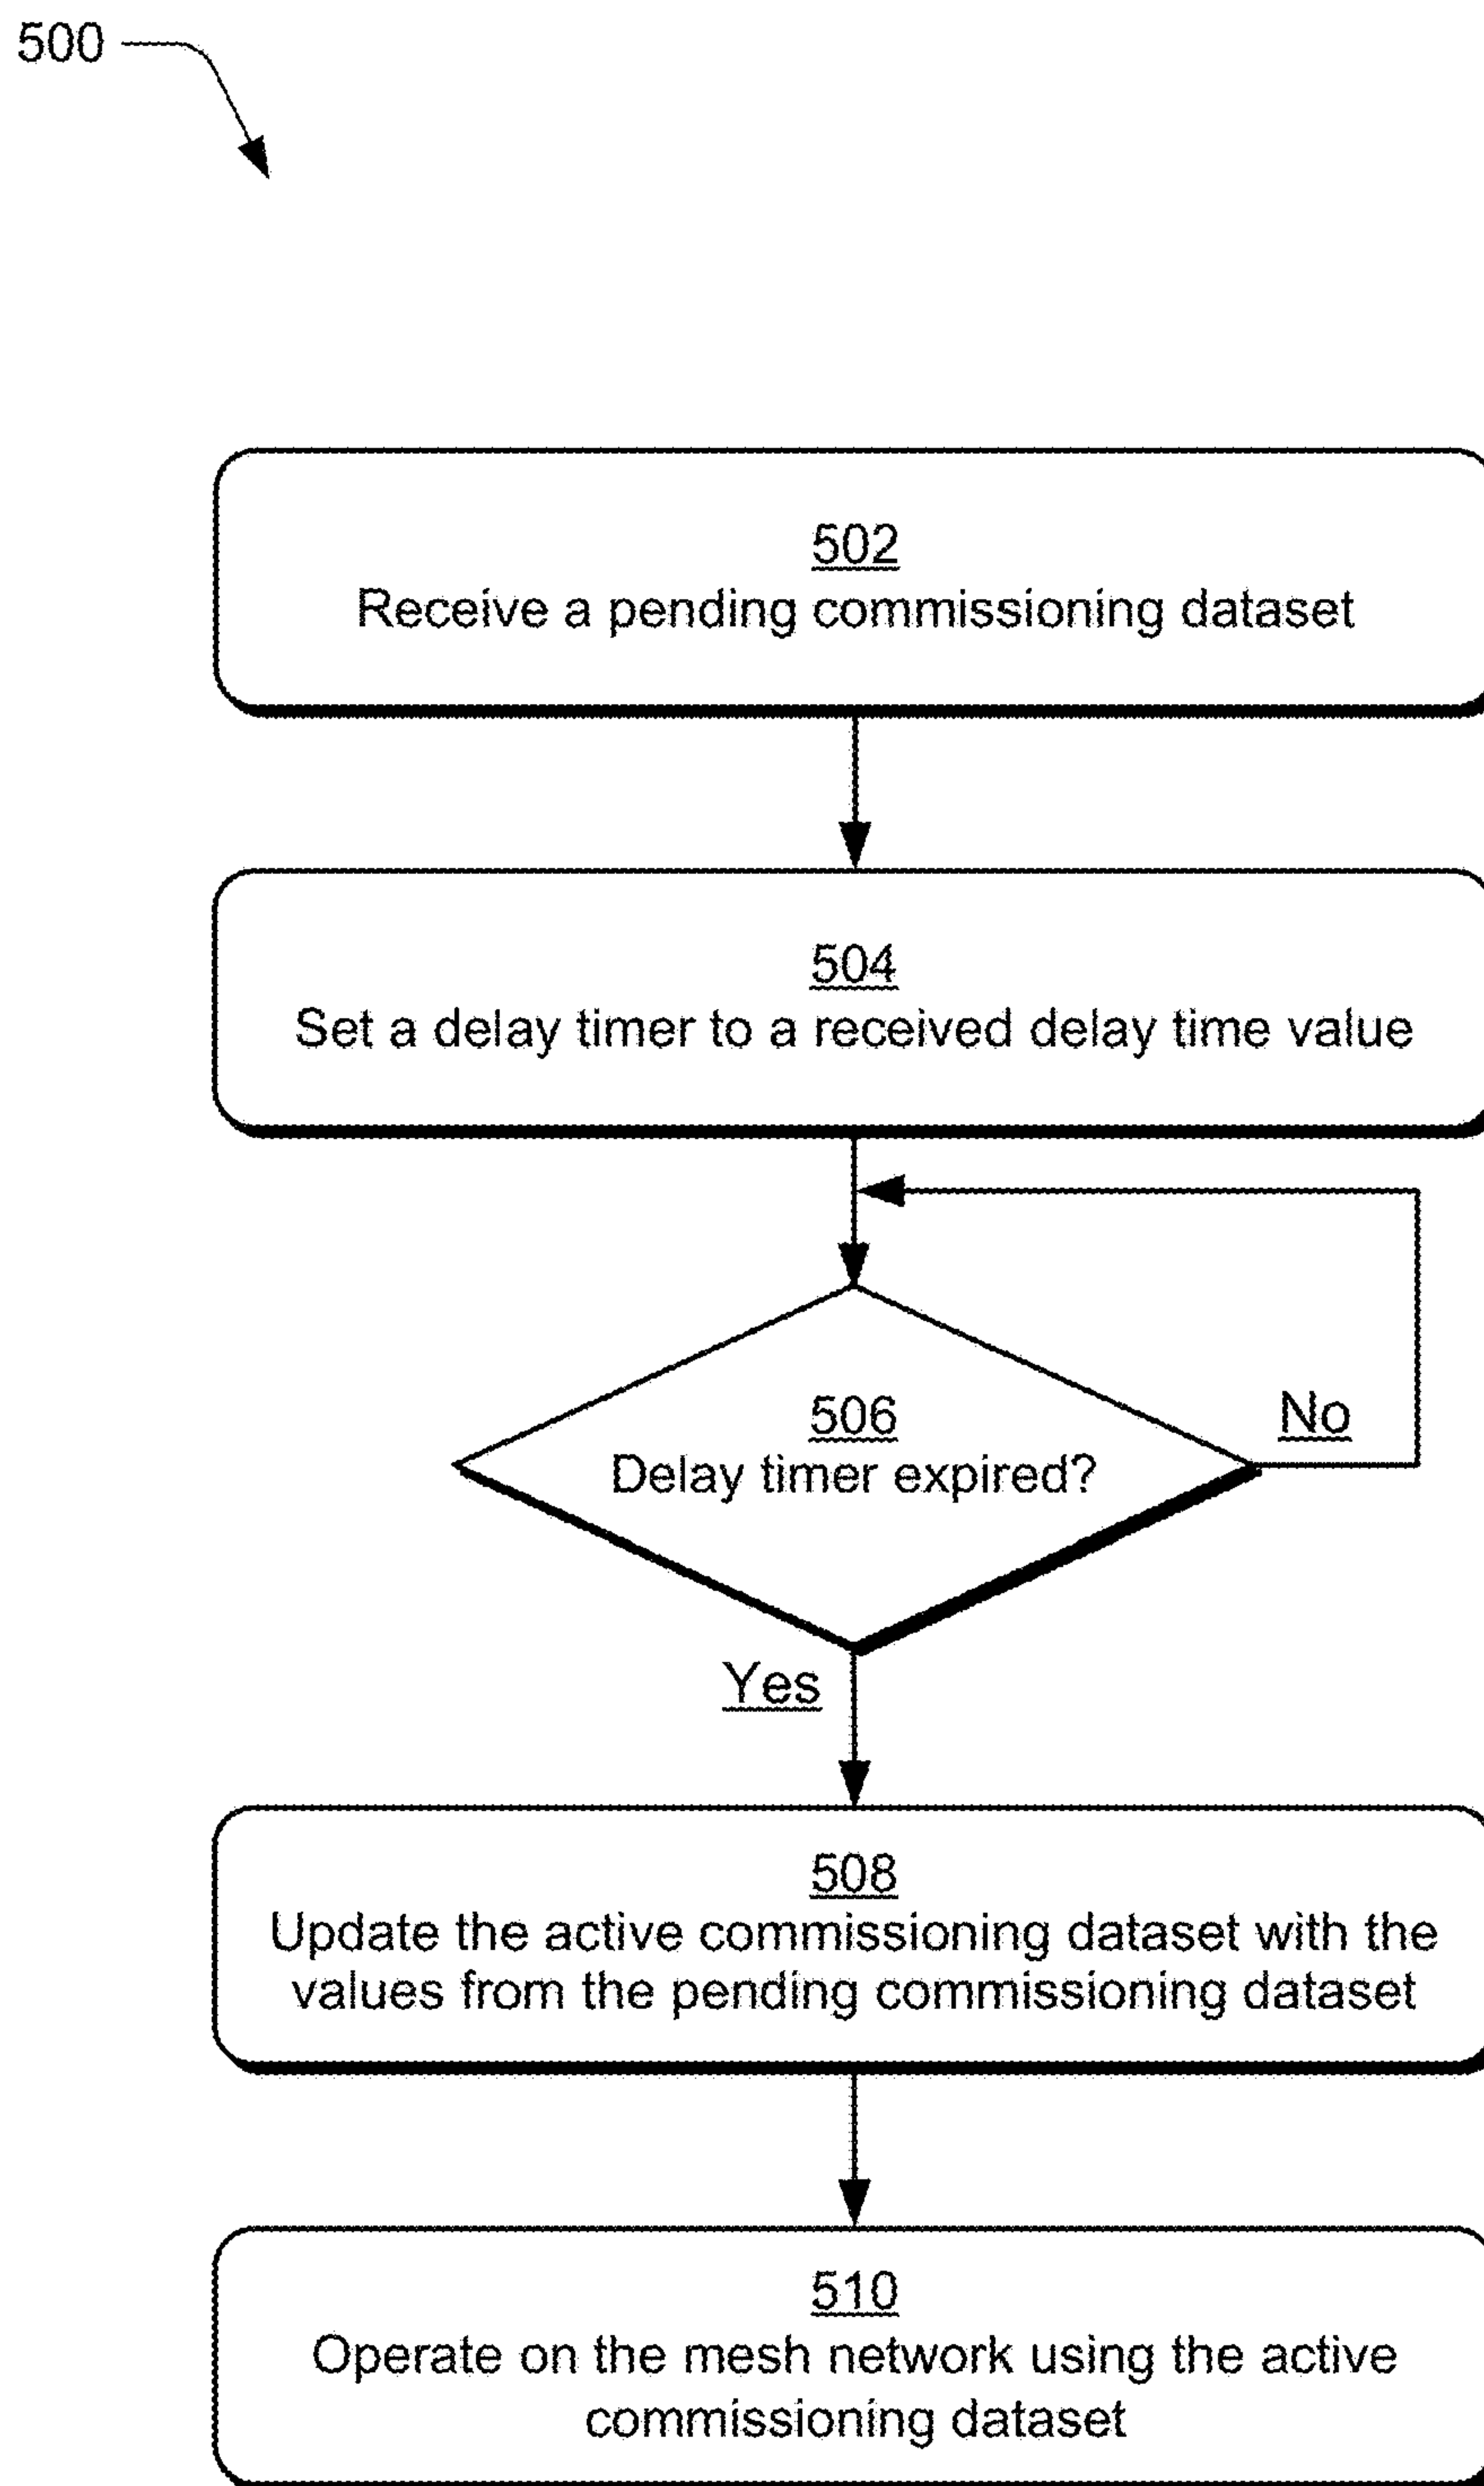 500
502
Receive a pending commissioning dataset
504
Set a delay timer to a received delay time value
506
Delay timer expired?
No
Yes
508
Update the active commissioning dataset with the
values from the pending commissioning dataset
510
Operate on the mesh network using the active
commissioning dataset